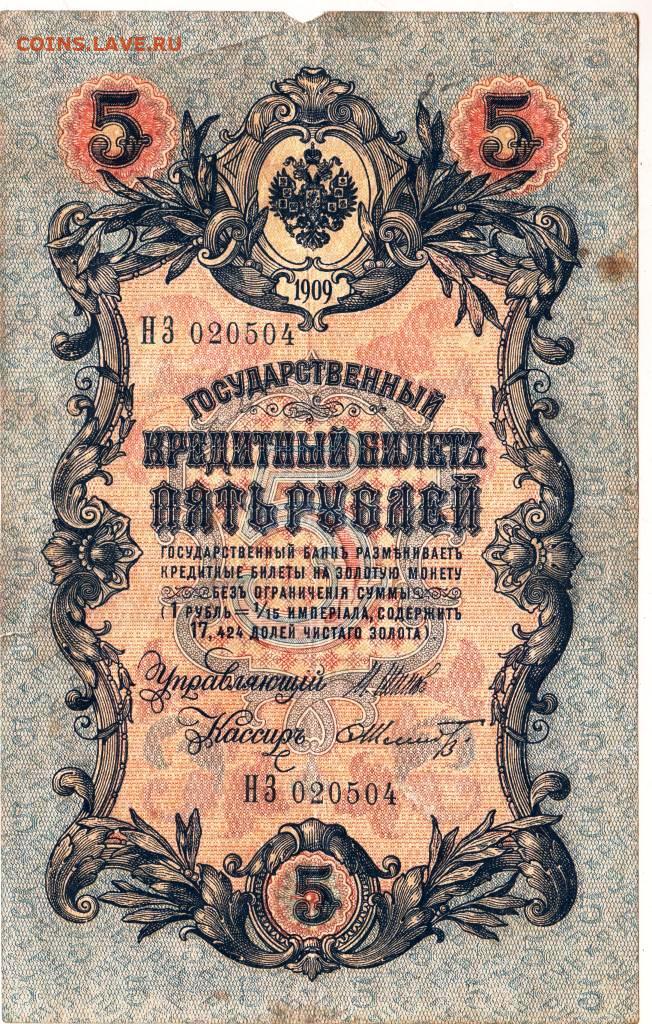 COINS.LAVE.RU
5 5
1909
НЗ 020504
ГОСУДАРСТВЕННЫЙ
КРЕДИТНЫЙ БИЛЕТЪ
ПЯТЬ РУБЛЕЙ
ГОСУДАРСТВЕННЫЙ БАНКЪ РАЗМѢНИВАЕТЪ
КРЕДИТНЫЕ БИЛЕТЫ НА ЗОЛОТУЮ МОНЕТУ
БЕЗЪ ОГРАНИЧЕНІЯ СУММЫ
(1 РУБЛЬ = 1/15 ИМПЕРІАЛА, СОДЕРЖИТЪ
17,424 ДОЛЕЙ ЧИСТАГО ЗОЛОТА)
Управляющій
Кассиръ
НЗ 020504
5